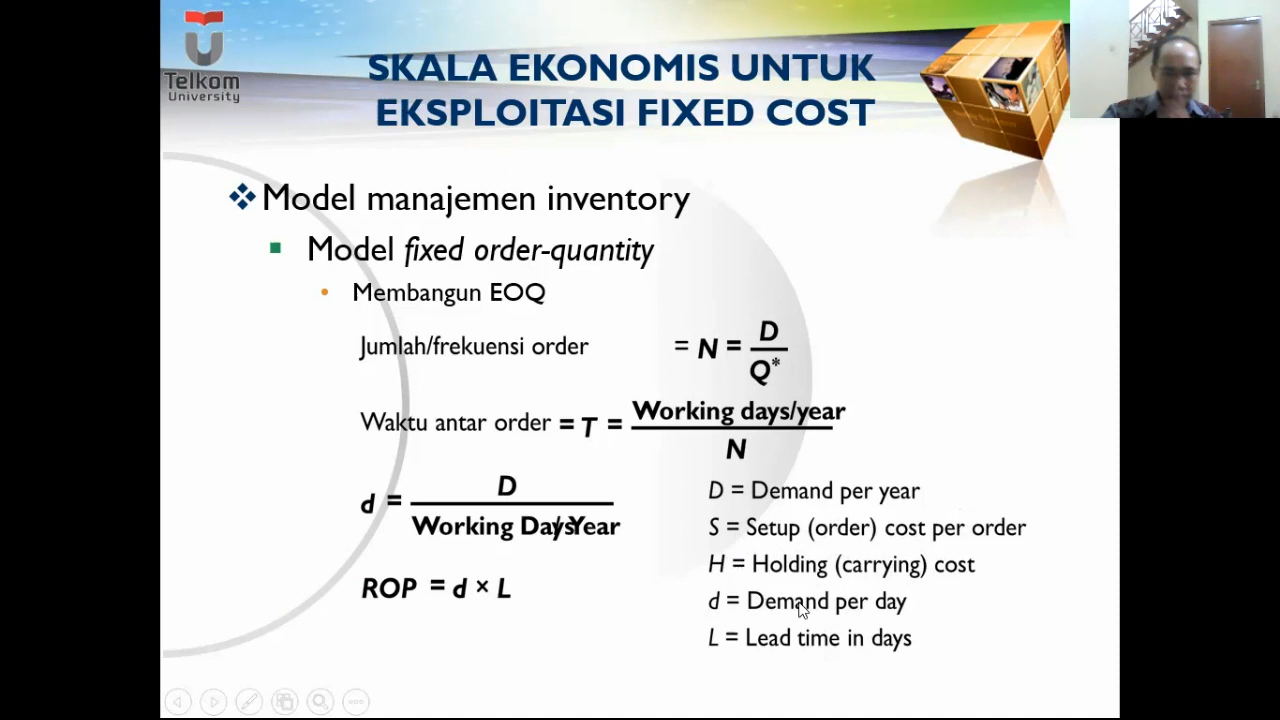 Telkom
University
SKALA EKONOMIS UNTUK
EKSPLOITASI FIXED COST
Model manajemen inventory
Model fixed order-quantity
Membangun EOQ
Jumlah/frekuensi order = N = D / Q*
Waktu antar order = T = Working days/year / N
d = D / Working Days/Year
ROP = d × L
D = Demand per year
S = Setup (order) cost per order
H = Holding (carrying) cost
d = Demand per day
L = Lead time in days